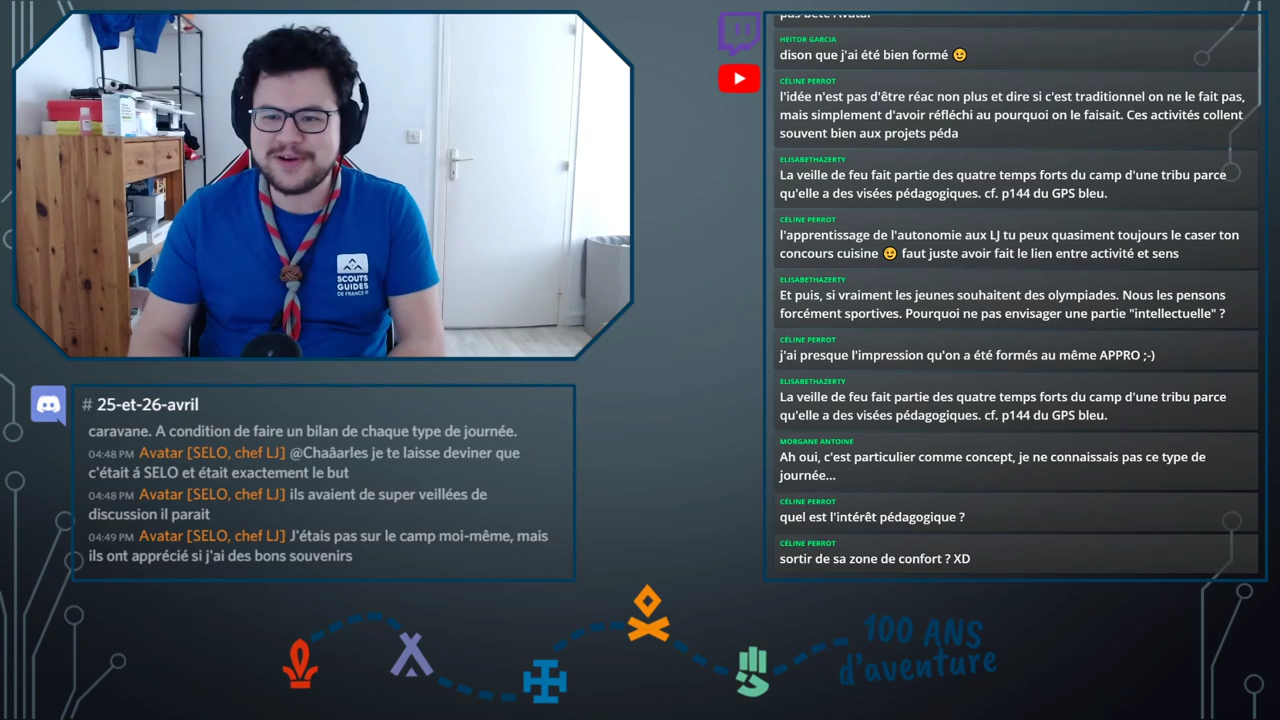 SCOUTS
GUIDES
DE FRANCE
# 25-et-26-avril
caravane. A condition de faire un bilan de chaque type de journée.
04:48 PM Avatar [SELO, chef LJ] @Chaâarles je te laisse deviner que
c'était á SELO et était exactement le but
04:48 PM Avatar [SELO, chef LJ] ils avaient de super veillées de
discussion il parait
04:49 PM Avatar [SELO, chef LJ] J'étais pas sur le camp moi-même, mais
ils ont apprécié si j'ai des bons souvenirs
pas bête Avatar
HEITOR GARCIA
dison que j'ai été bien formé 😉
CÉLINE PERROT
l'idée n'est pas d'être réac non plus et dire si c'est traditionnel on ne le fait pas,
mais simplement d'avoir réfléchi au pourquoi on le faisait. Ces activités collent
souvent bien aux projets péda
ELISABETHAZERTY
La veille de feu fait partie des quatre temps forts du camp d'une tribu parce
qu'elle a des visées pédagogiques. cf. p144 du GPS bleu.
CÉLINE PERROT
l'apprentissage de l'autonomie aux LJ tu peux quasiment toujours le caser ton
concours cuisine 😉 faut juste avoir fait le lien entre activité et sens
ELISABETHAZERTY
Et puis, si vraiment les jeunes souhaitent des olympiades. Nous les pensons
forcément sportives. Pourquoi ne pas envisager une partie "intellectuelle" ?
CÉLINE PERROT
j'ai presque l'impression qu'on a été formés au même APPRO ;-)
ELISABETHAZERTY
La veille de feu fait partie des quatre temps forts du camp d'une tribu parce
qu'elle a des visées pédagogiques. cf. p144 du GPS bleu.
MORGANE ANTOINE
Ah oui, c'est particulier comme concept, je ne connaissais pas ce type de
journée...
CÉLINE PERROT
quel est l'intérêt pédagogique ?
CÉLINE PERROT
sortir de sa zone de confort ? XD
100 ANS
d'aventure